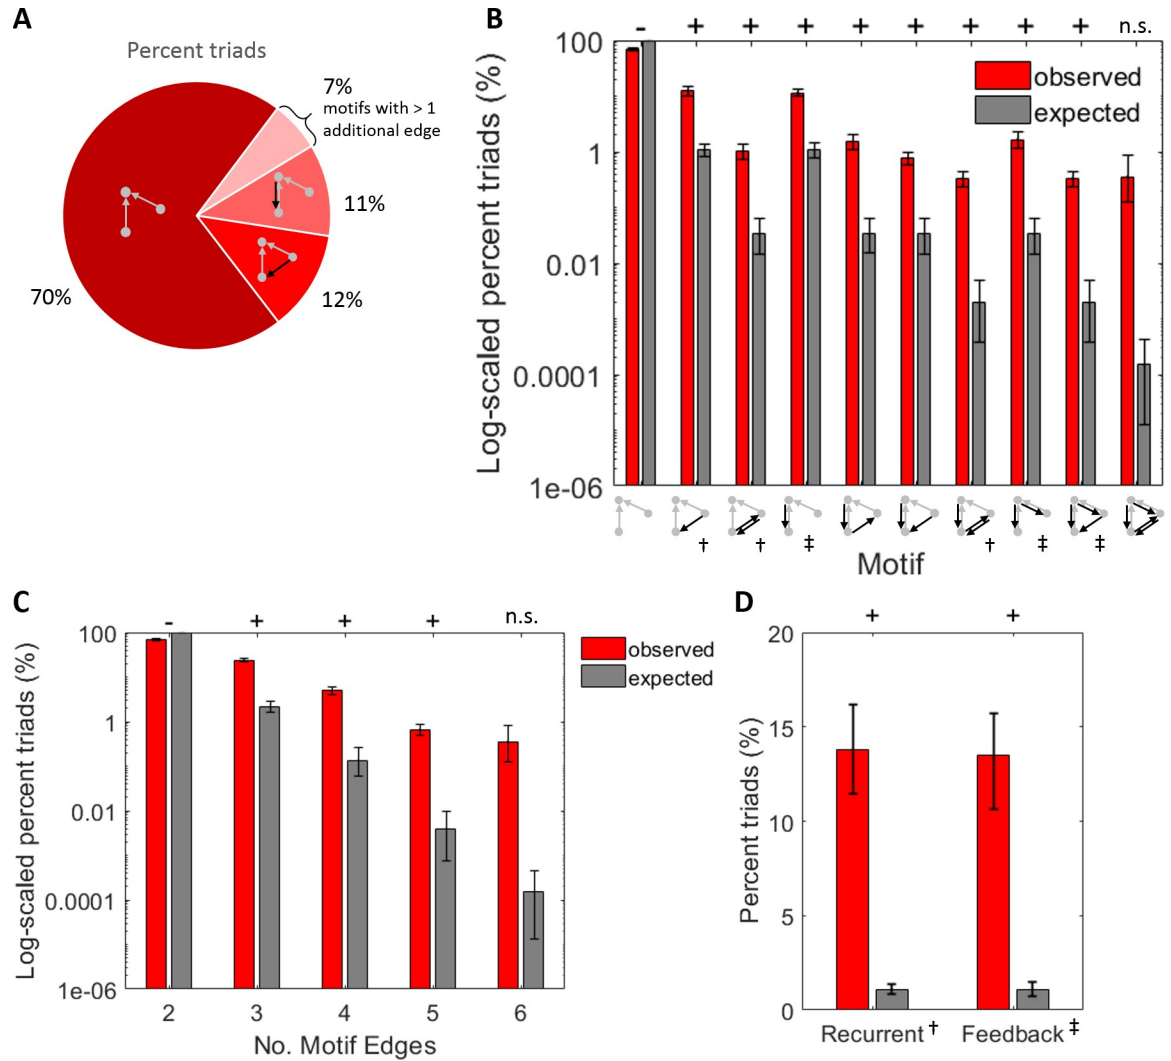 A
Percent triads
7%
motifs with > 1
additional edge
11%
12%
70%
B
- + + + + + + + + n.s.
Log-scaled percent triads (%)
100
1
0.01
0.0001
1e-06
observed
expected
† † ‡ † ‡ ‡
Motif
C
- + + + n.s.
Log-scaled percent triads (%)
100
1
0.01
0.0001
1e-06
observed
expected
2 3 4 5 6
No. Motif Edges
D
+ +
Percent triads (%)
20
15
10
5
0
Recurrent † Feedback ‡